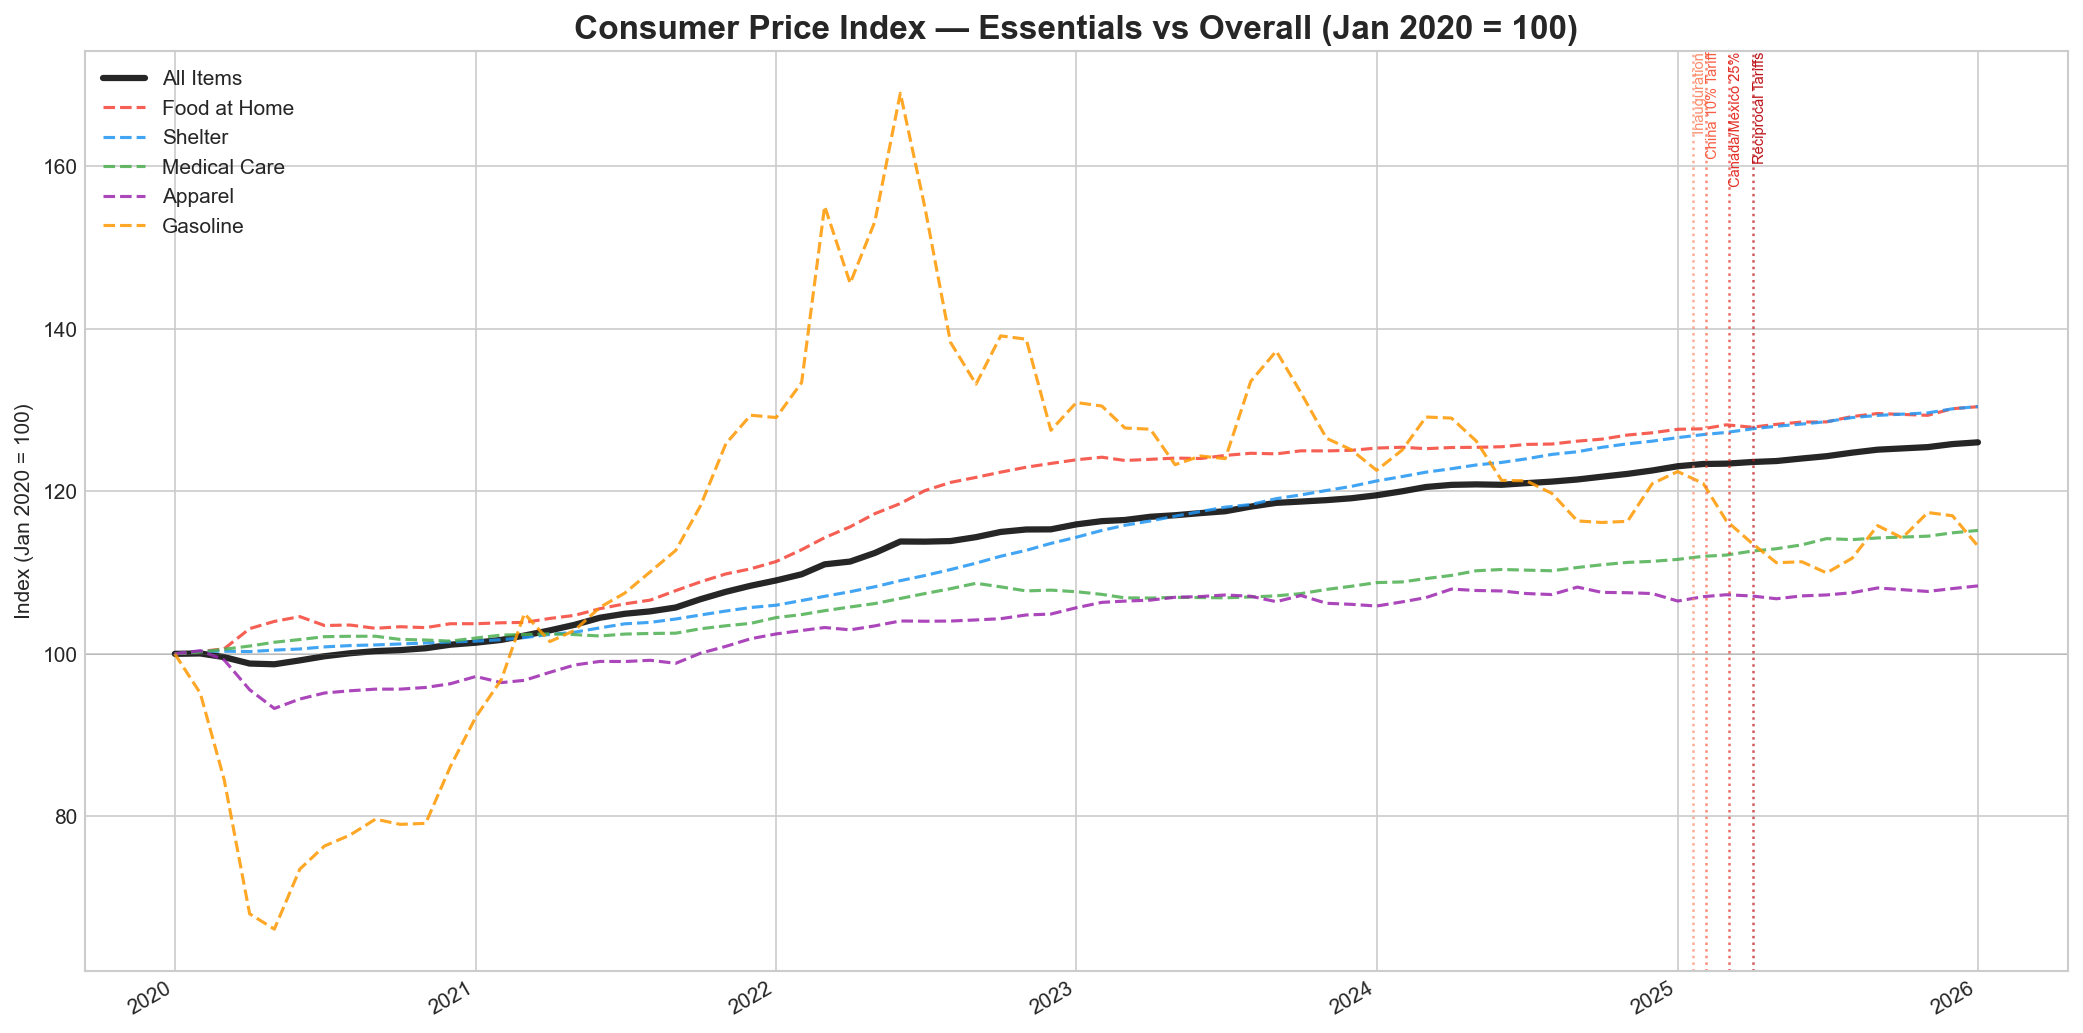 Consumer Price Index — Essentials vs Overall (Jan 2020 = 100)
All Items
Food at Home
Shelter
Medical Care
Apparel
Gasoline
Inauguration
China 10% Tariff
Canada/Mexico 25%
Reciprocal Tariffs
Index (Jan 2020 = 100)
160
140
120
100
80
2020
2021
2022
2023
2024
2025
2026